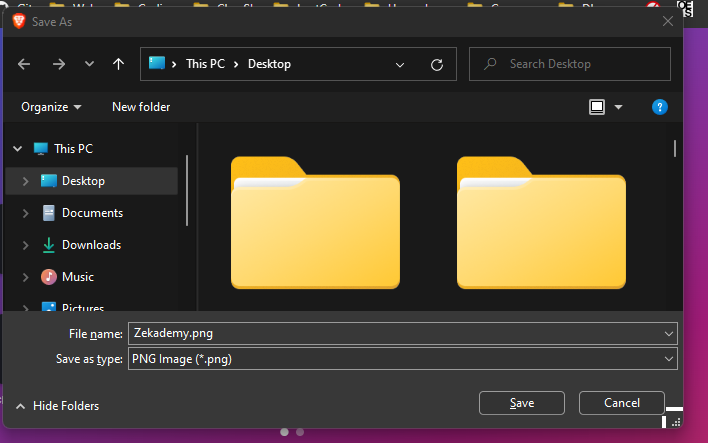 Save As
This PC
Desktop
Search Desktop
Organize
New folder
This PC
Desktop
Documents
Downloads
Music
Pictures
File name:
Zekademy.png
Save as type:
PNG Image (*.png)
Hide Folders
Save
Cancel